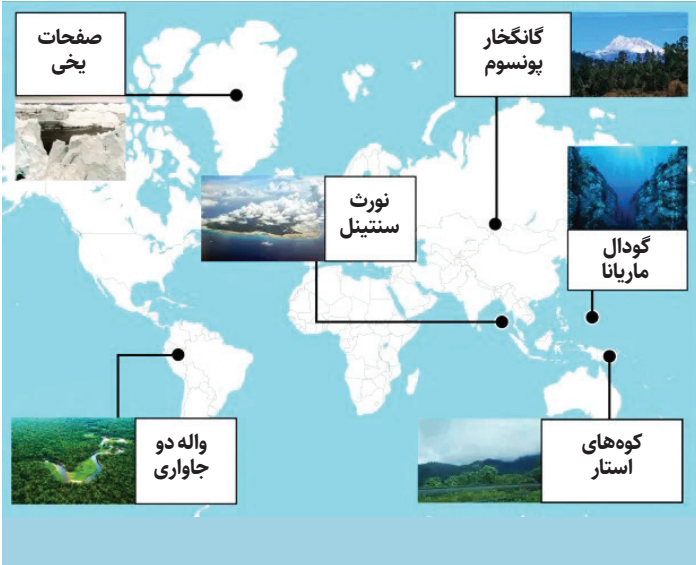 صفحات
یخی
گانگخار
پونسوم
نورث
سنتینل
گودال
ماریانا
واله دو
جاواری
کوه‌های
استار